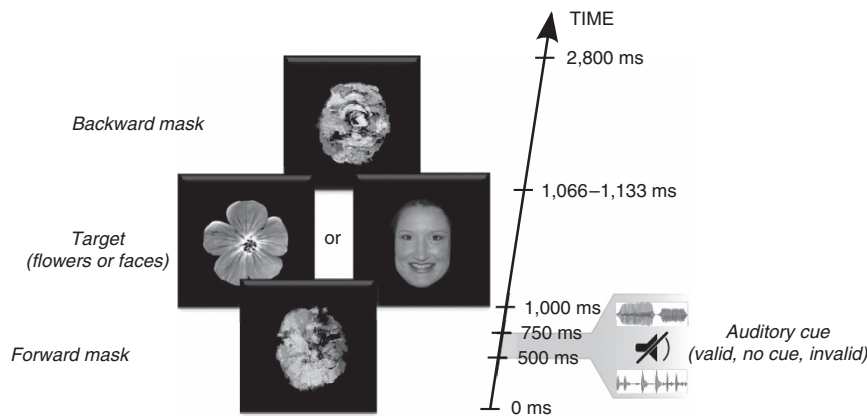 TIME
2,800 ms
Backward mask
1,066–1,133 ms
Target
(flowers or faces)
or
1,000 ms
750 ms
500 ms
Auditory cue
(valid, no cue, invalid)
Forward mask
0 ms